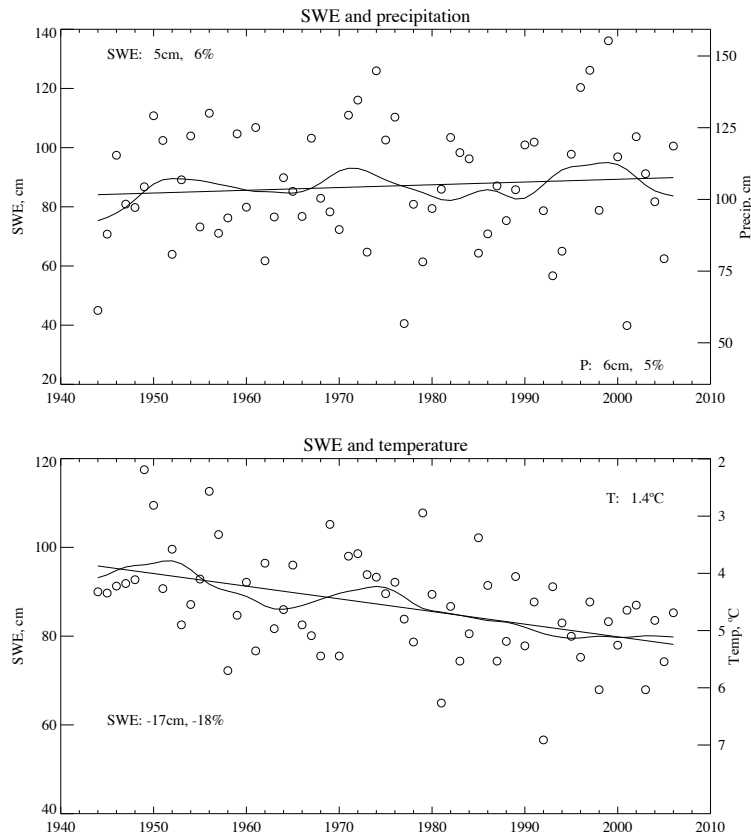 SWE and precipitation
SWE: 5cm, 6%
P: 6cm, 5%
SWE, cm
140
120
100
80
60
40
20
Precip, cm
150
125
100
75
50
1940 1950 1960 1970 1980 1990 2000 2010
SWE and temperature
T: 1.4ºC
SWE: -17cm, -18%
SWE, cm
120
100
80
60
40
Temp, ºC
2
3
4
5
6
7
1940 1950 1960 1970 1980 1990 2000 2010